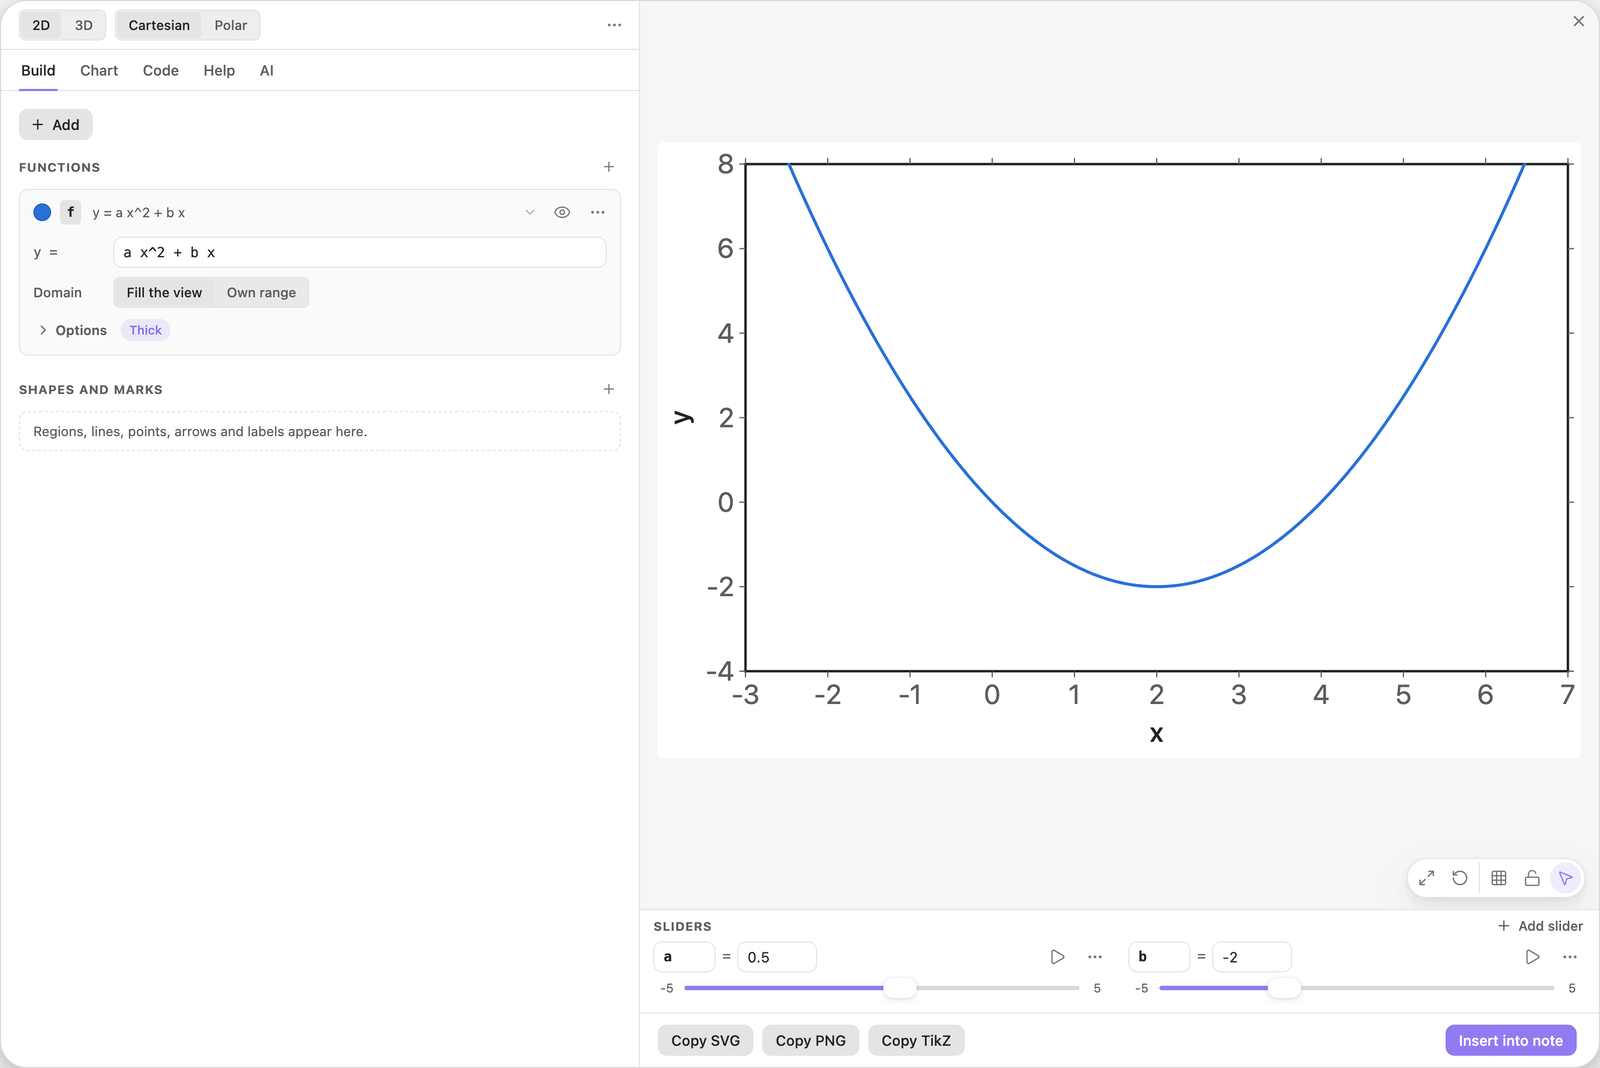 2D 3D Cartesian Polar
Build Chart Code Help AI
+ Add
FUNCTIONS
f y = a x^2 + b x
y = a x^2 + b x
Domain Fill the view Own range
Options Thick
SHAPES AND MARKS
Regions, lines, points, arrows and labels appear here.
8
6
4
2
0
-2
-4
y
-3 -2 -1 0 1 2 3 4 5 6 7
x
SLIDERS + Add slider
a = 0.5 b = -2
-5 5 -5 5
Copy SVG Copy PNG Copy TikZ Insert into note